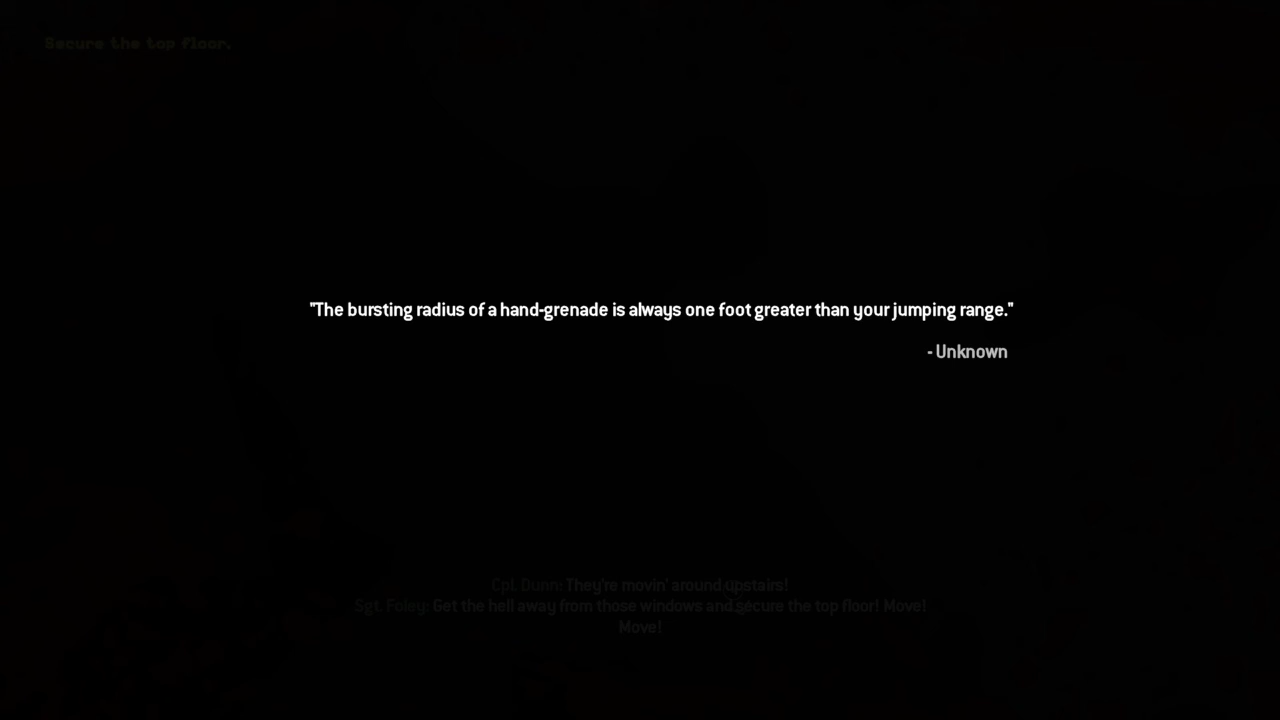 Secure the top floor.
"The bursting radius of a hand-grenade is always one foot greater than your jumping range."
- Unknown
Cpl. Dunn: They're movin' around upstairs!
Sgt. Foley: Get the hell away from those windows and secure the top floor! Move!
Move!